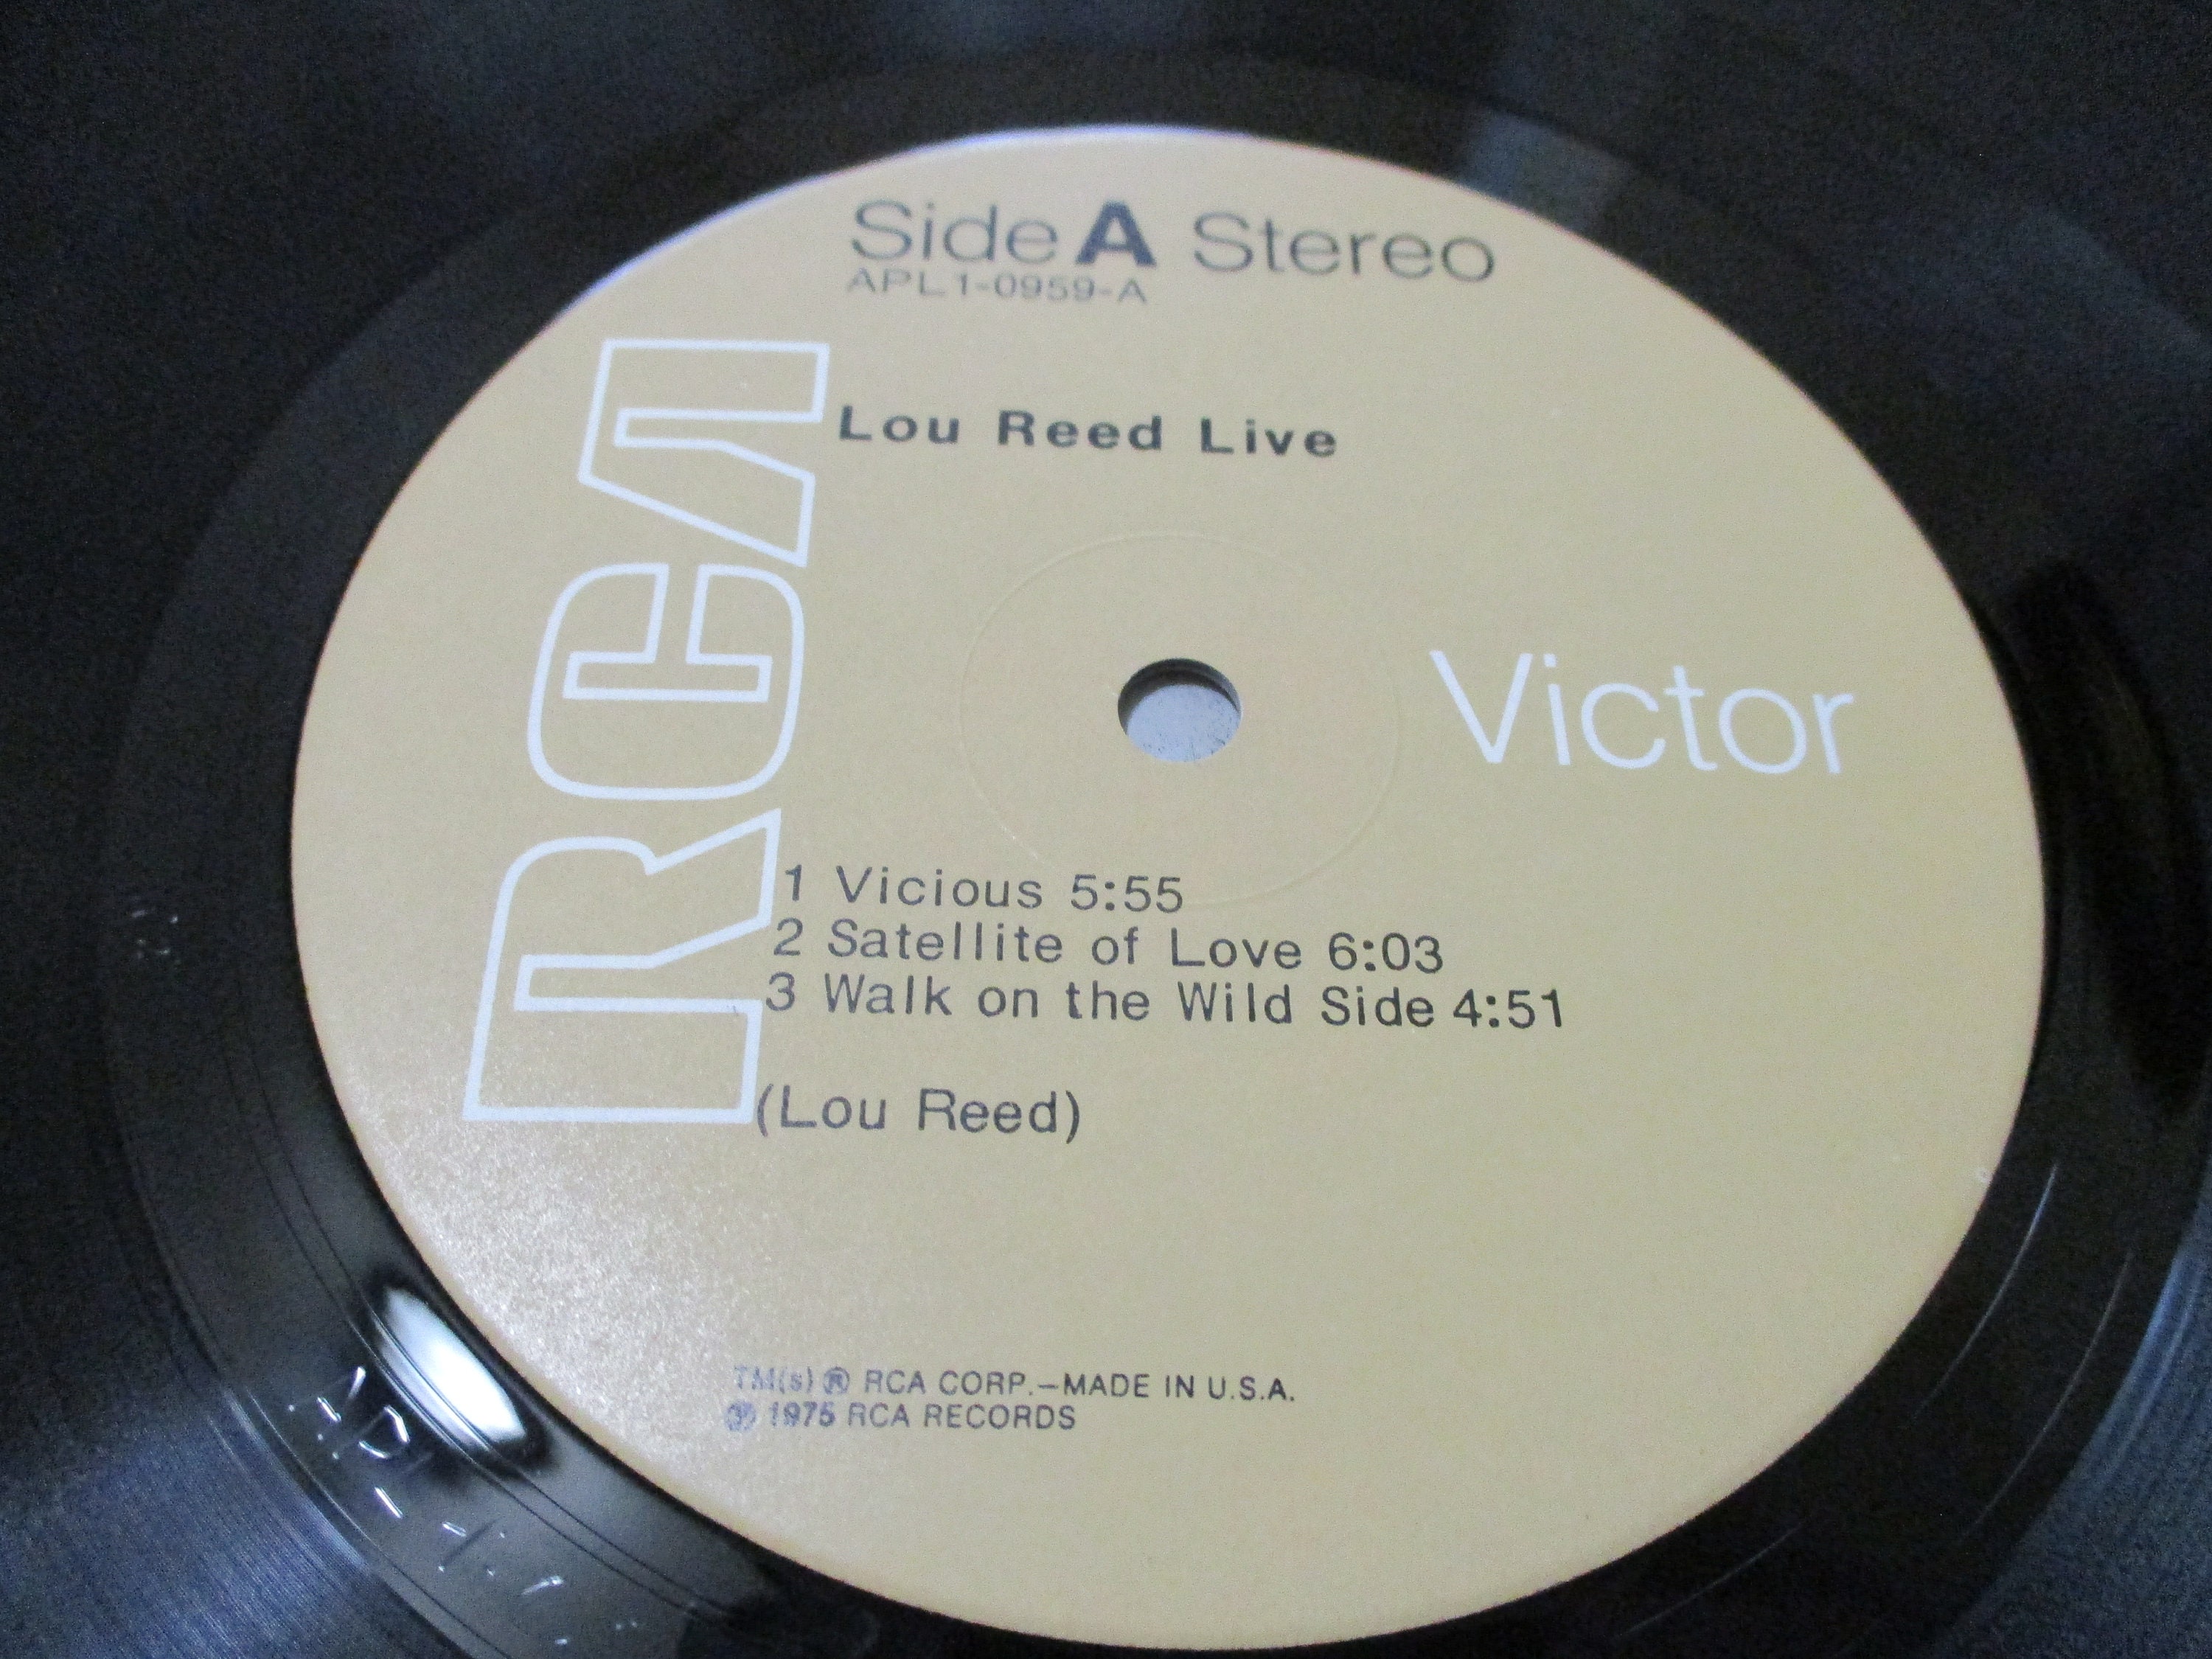 Side A Stereo
APL1-0959-A
RCA
Lou Reed Live
Victor
1 Vicious 5:55
2 Satellite of Love 6:03
3 Walk on the Wild Side 4:51
(Lou Reed)
TM(s) ® RCA CORP.—MADE IN U.S.A.
℗ 1975 RCA RECORDS